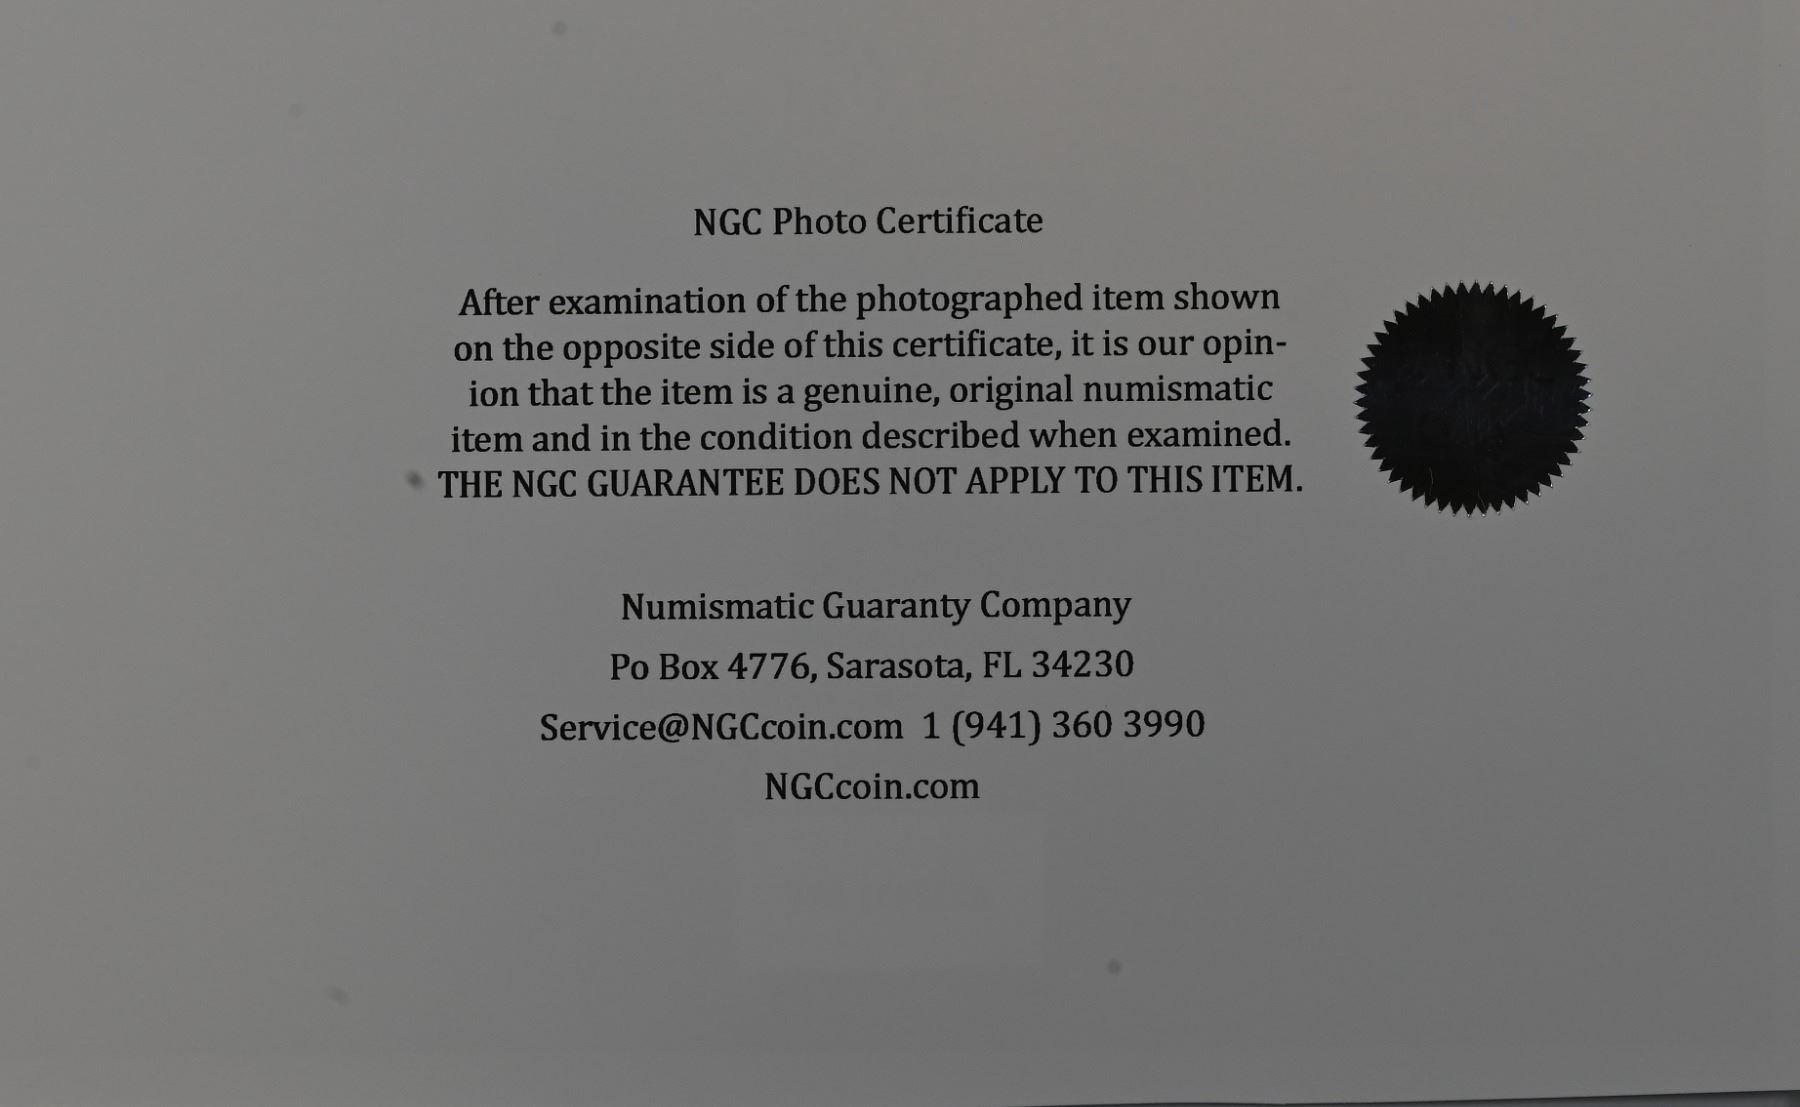 NGC Photo Certificate
After examination of the photographed item shown
on the opposite side of this certificate, it is our opin-
ion that the item is a genuine, original numismatic
item and in the condition described when examined.
THE NGC GUARANTEE DOES NOT APPLY TO THIS ITEM.
Numismatic Guaranty Company
Po Box 4776, Sarasota, FL 34230
Service@NGCcoin.com 1 (941) 360 3990
NGCcoin.com